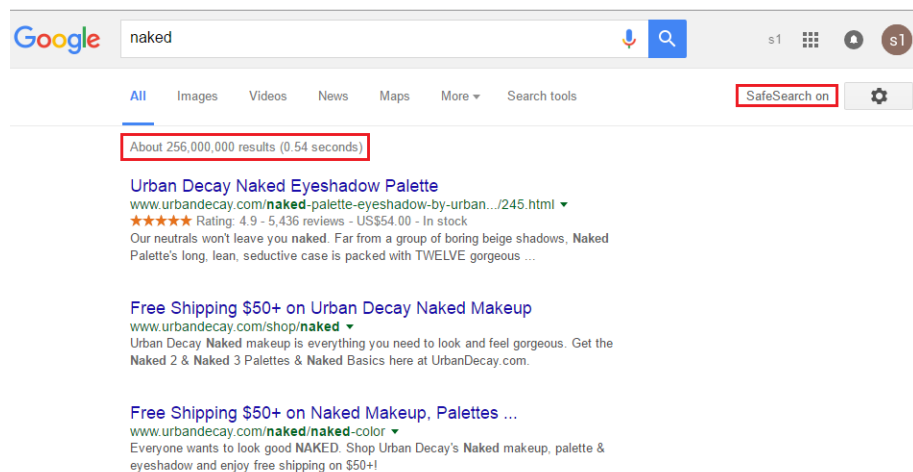 Google naked s1 s1
All Images Videos News Maps More Search tools SafeSearch on
About 256,000,000 results (0.54 seconds)
Urban Decay Naked Eyeshadow Palette
www.urbandecay.com/naked-palette-eyeshadow-by-urban.../245.html
Rating: 4.9 - 5,436 reviews - US$54.00 - In stock
Our neutrals won't leave you naked. Far from a group of boring beige shadows, Naked
Palette's long, lean, seductive case is packed with TWELVE gorgeous ...
Free Shipping $50+ on Urban Decay Naked Makeup
www.urbandecay.com/shop/naked
Urban Decay Naked makeup is everything you need to look and feel gorgeous. Get the
Naked 2 & Naked 3 Palettes & Naked Basics here at UrbanDecay.com.
Free Shipping $50+ on Naked Makeup, Palettes ...
www.urbandecay.com/naked/naked-color
Everyone wants to look good NAKED. Shop Urban Decay's Naked makeup, palette &
eyeshadow and enjoy free shipping on $50+!